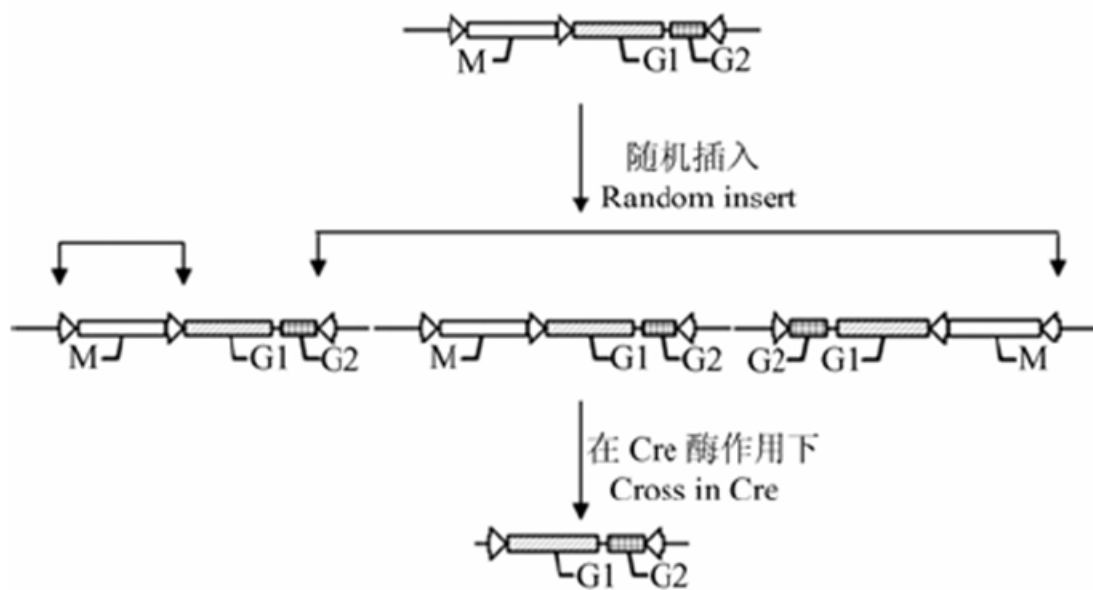 M G1 G2
随机插入
Random insert
M G1 G2 M G1 G2 G2 G1 M
在 Cre 酶作用下
Cross in Cre
G1 G2